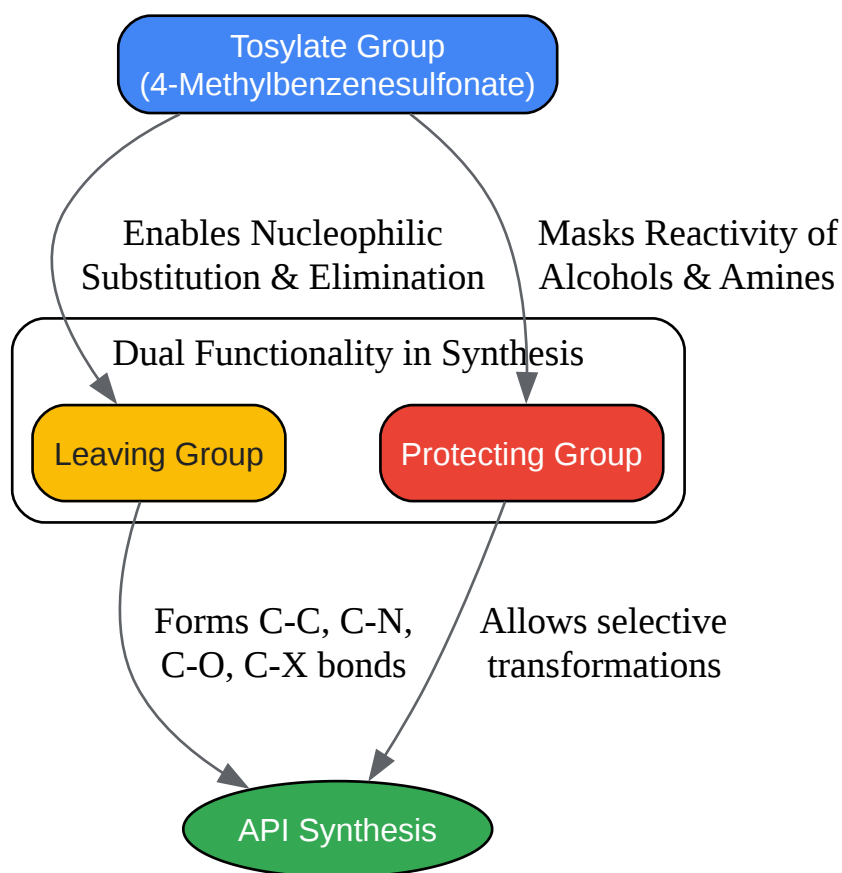 Tosylate Group
(4-Methylbenzenesulfonate)
Enables Nucleophilic
Substitution & Elimination
Masks Reactivity of
Alcohols & Amines
Dual Functionality in Synthesis
Leaving Group
Protecting Group
Forms C-C, C-N,
C-O, C-X bonds
Allows selective
transformations
API Synthesis